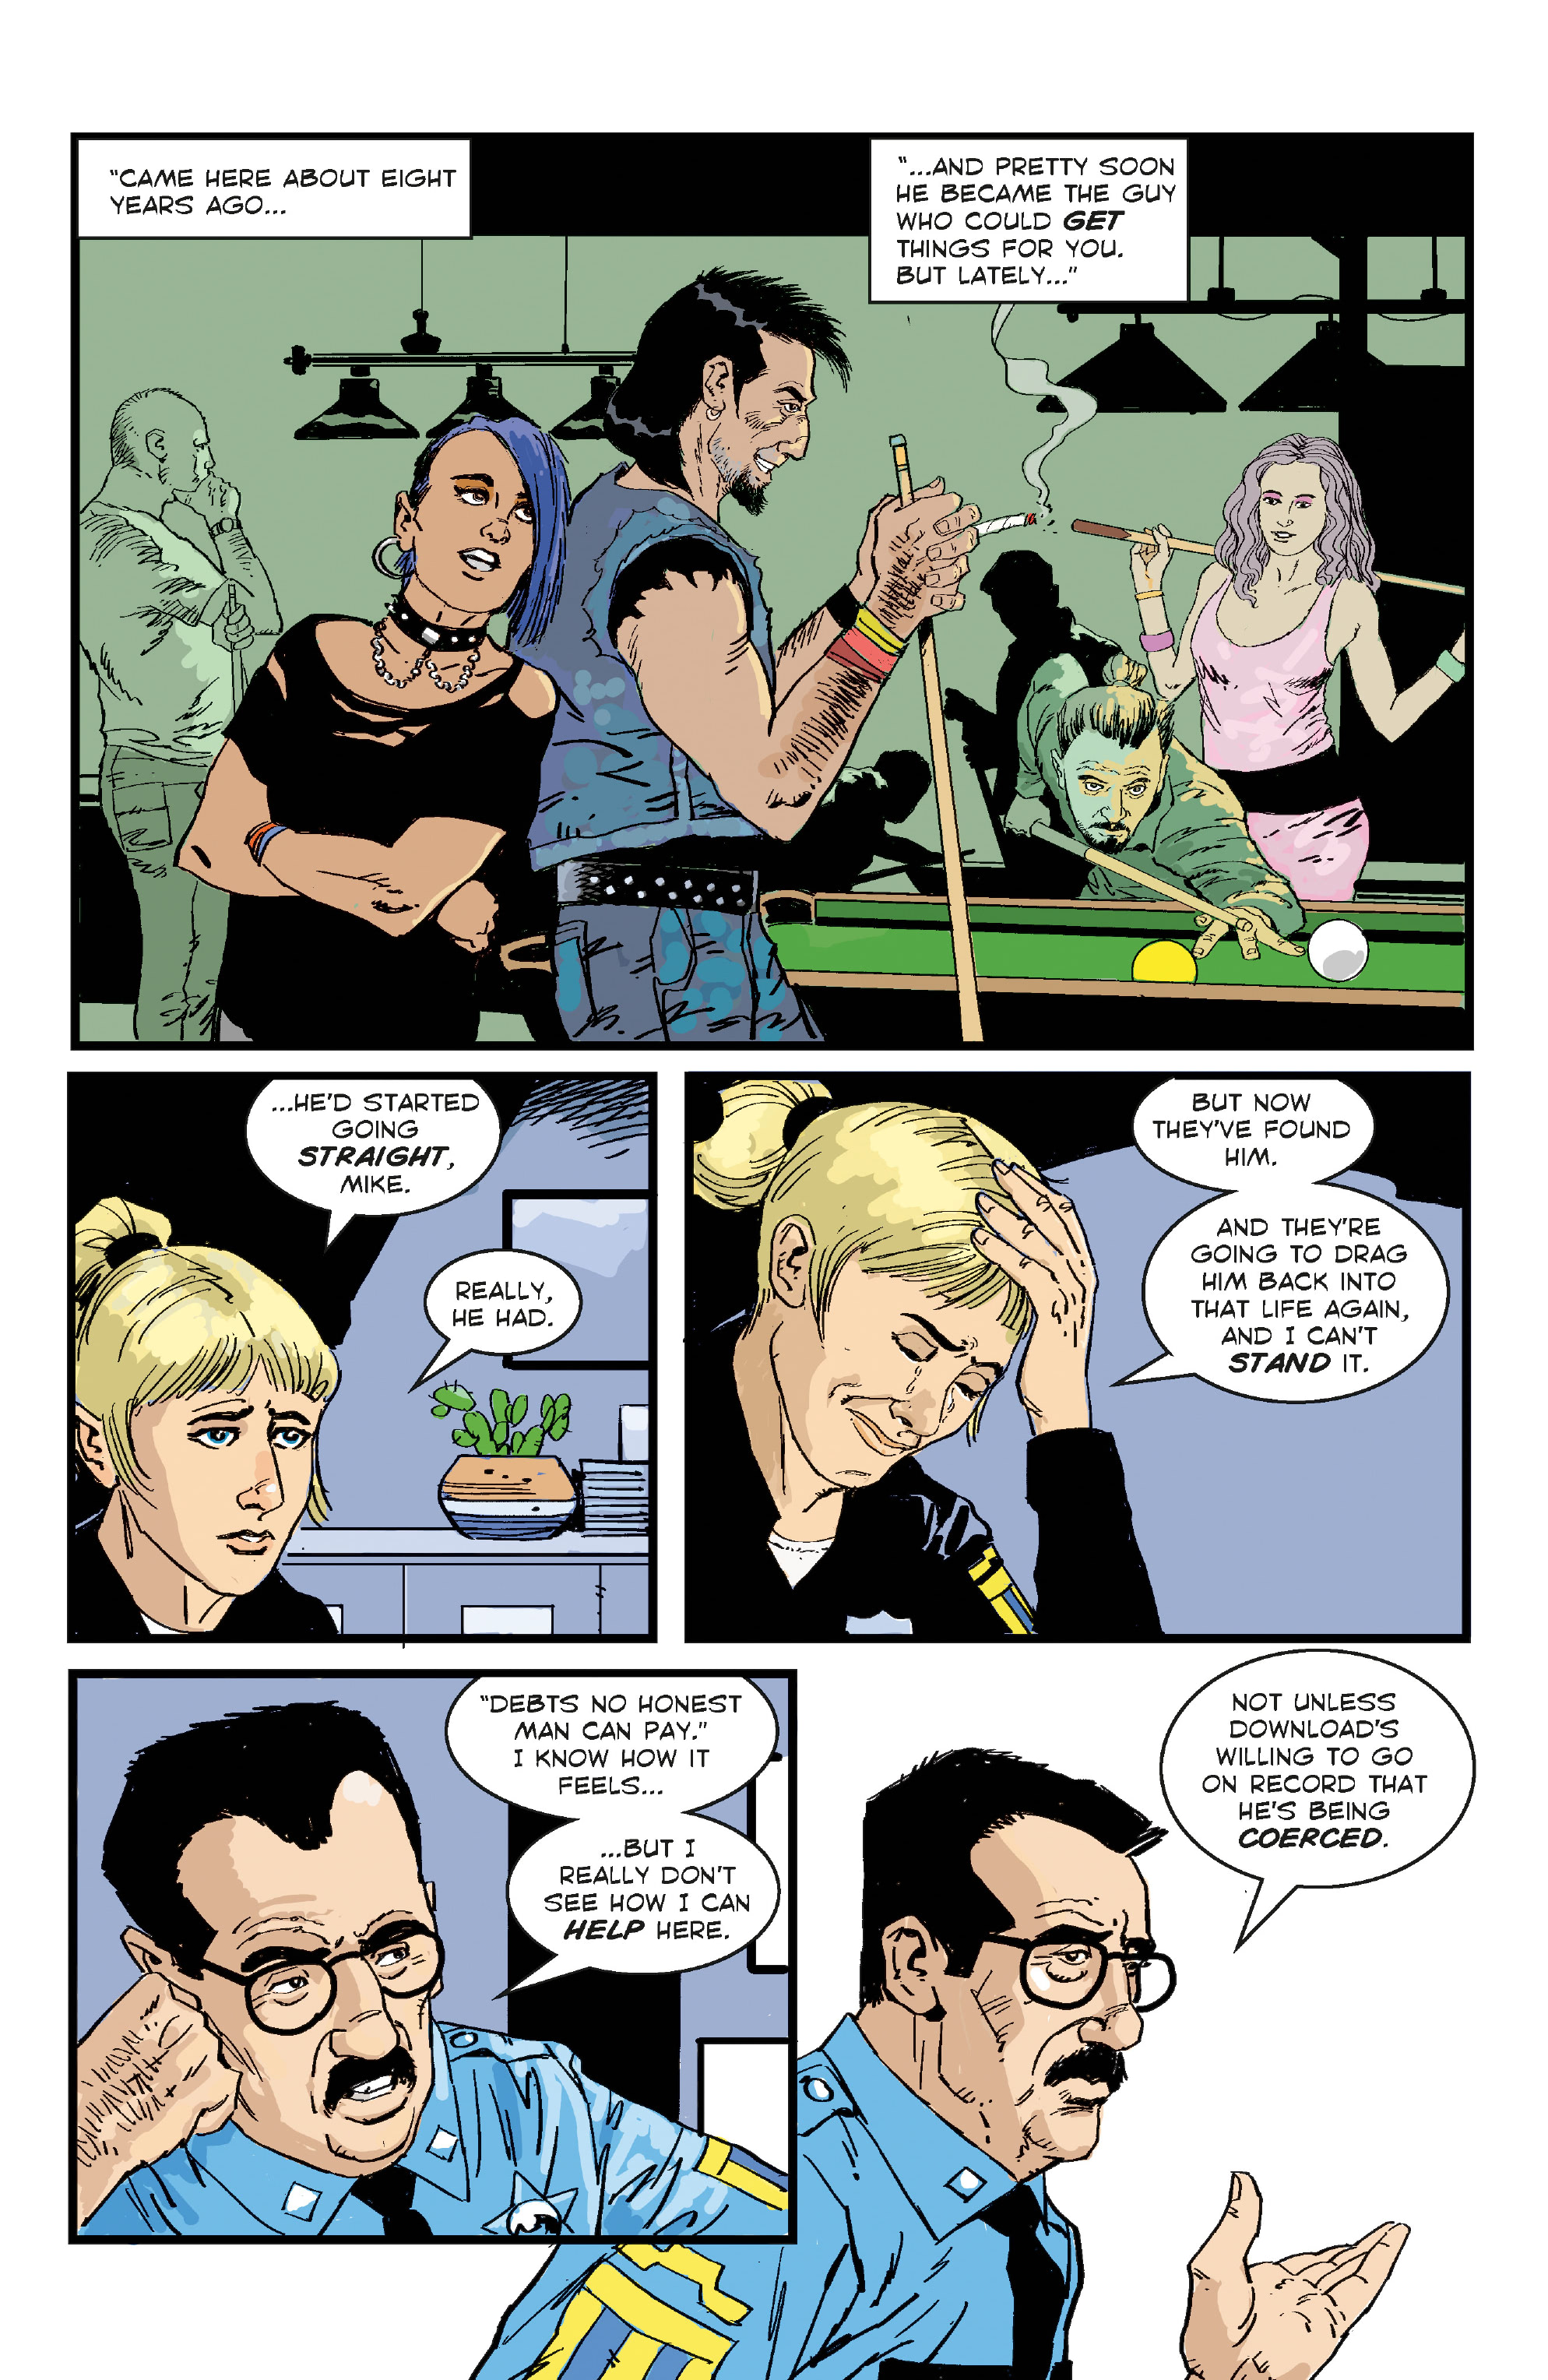 "CAME HERE ABOUT EIGHT
YEARS AGO...
"...AND PRETTY SOON
HE BECAME THE GUY
WHO COULD GET
THINGS FOR YOU.
BUT LATELY..."
...HE'D STARTED
GOING
STRAIGHT,
MIKE.
REALLY,
HE HAD.
BUT NOW
THEY'VE FOUND
HIM.
AND THEY'RE
GOING TO DRAG
HIM BACK INTO
THAT LIFE AGAIN,
AND I CAN'T
STAND IT.
"DEBTS NO HONEST
MAN CAN PAY."
I KNOW HOW IT
FEELS...
...BUT I
REALLY DON'T
SEE HOW I CAN
HELP HERE.
NOT UNLESS
DOWNLOAD'S
WILLING TO GO
ON RECORD THAT
HE'S BEING
COERCED.